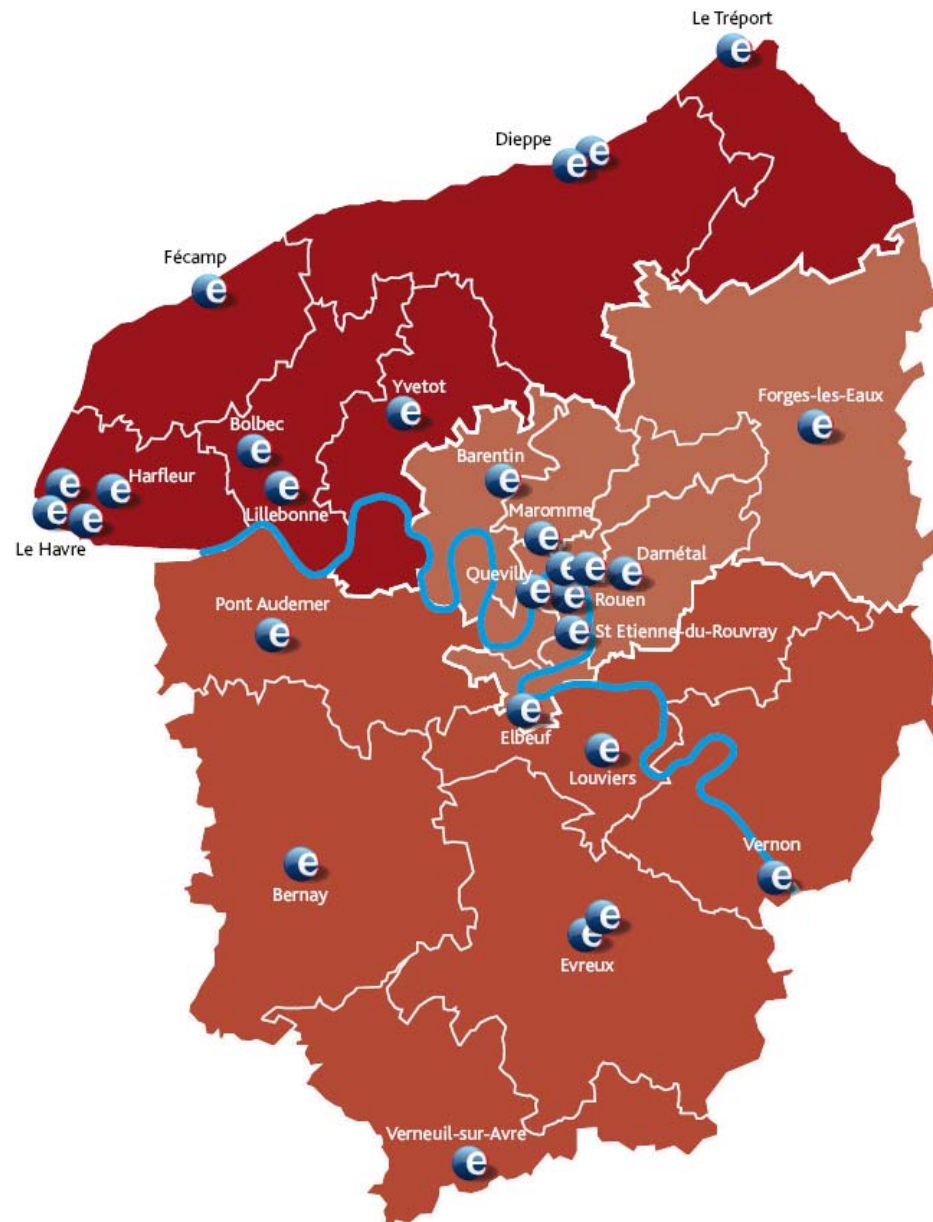 Le Tréport
e
Dieppe
e
e
Fécamp
e
Yvetot
e
Forges-les-Eaux
e
Bolbec
e
Barentin
e
Harfleur
e
e
Lillebonne
e
e
e
Le Havre
Maromme
e
Darnétal
e
e
e
Quevilly
e
e
Rouen
Pont Audemer
e
St Etienne-du-Rouvray
e
e
Elbeuf
e
Louviers
Vernon
e
e
Bernay
e
e
Evreux
Verneuil-sur-Avre
e